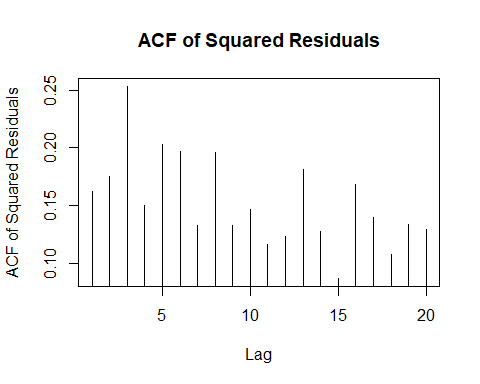 ACF of Squared Residuals
ACF of Squared Residuals
0.25
0.20
0.15
0.10
5 10 15 20
Lag